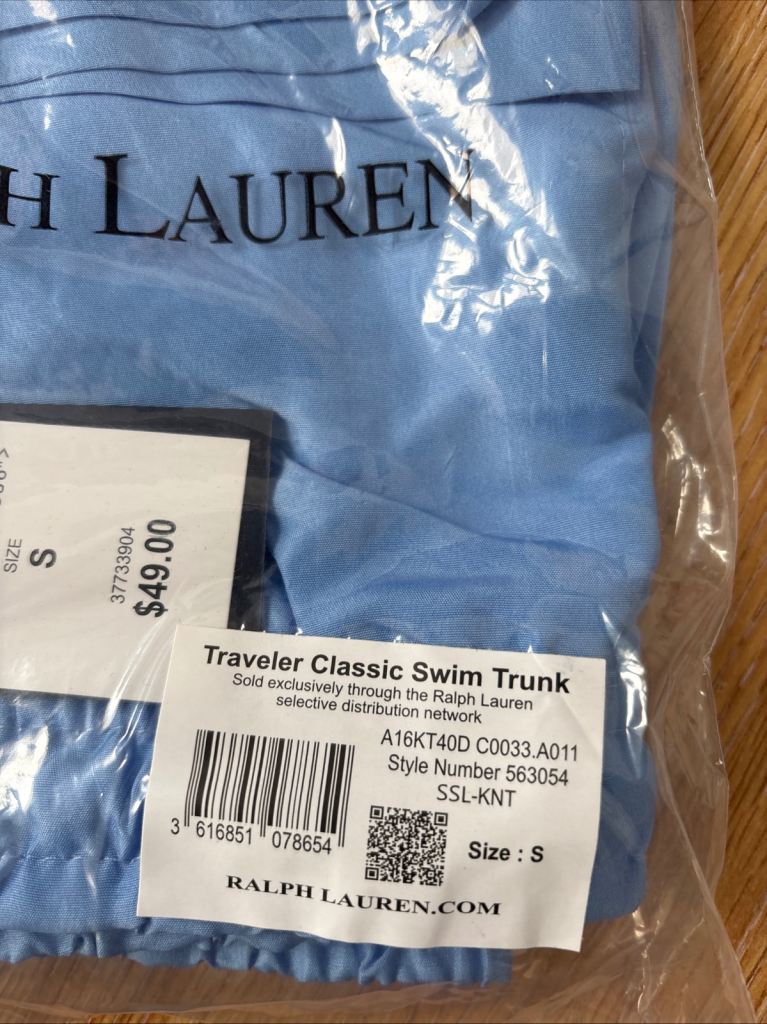 H LAUREN
SIZE
S
37733904
$49.00
Traveler Classic Swim Trunk
Sold exclusively through the Ralph Lauren
selective distribution network
A16KT40D C0033.A011
Style Number 563054
SSL-KNT
3 616851 078654
Size : S
RALPH LAUREN.COM